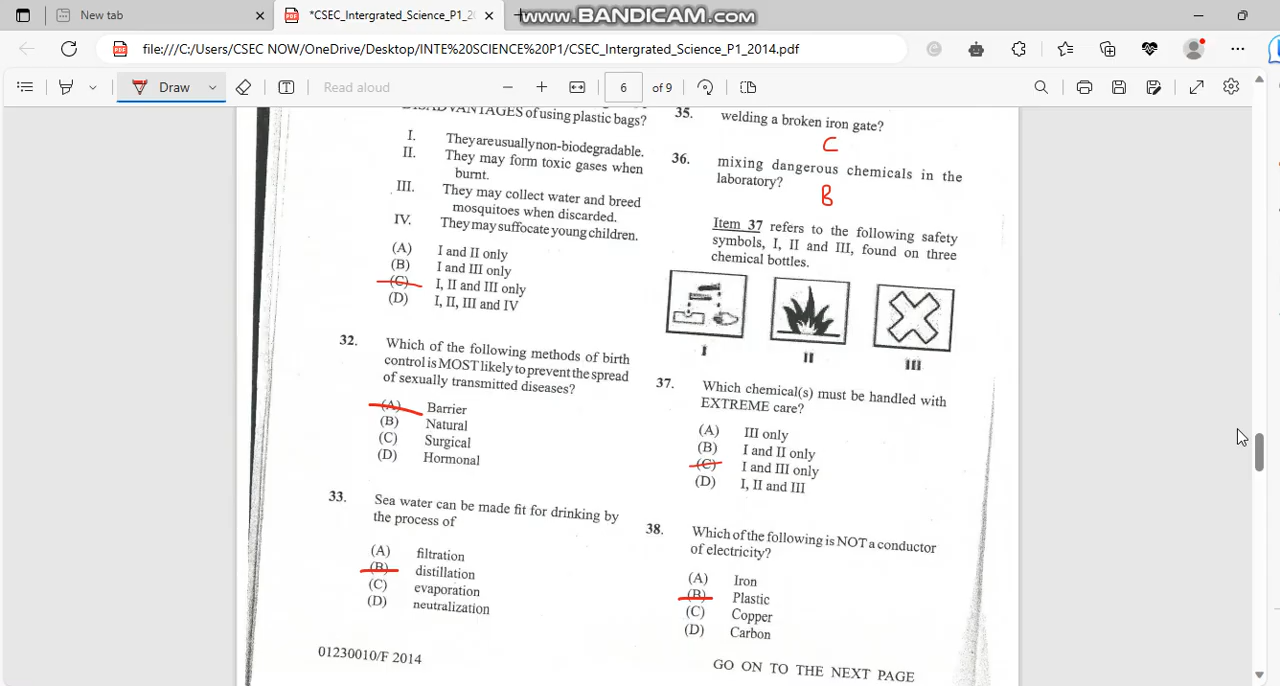 New tab
*CSEC_Intergrated_Science_P1_20
www.BANDICAM.com
file:///C:/Users/CSEC NOW/OneDrive/Desktop/INTE%20SCIENCE%20P1/CSEC_Intergrated_Science_P1_2014.pdf
Draw
Read aloud
6
of 9
DISADVANTAGES of using plastic bags?
I. They are usually non-biodegradable.
II. They may form toxic gases when
burnt.
III. They may collect water and breed
mosquitoes when discarded.
IV. They may suffocate young children.
(A) I and II only
(B) I and III only
(C) I, II and III only
(D) I, II, III and IV
32. Which of the following methods of birth
control is MOST likely to prevent the spread
of sexually transmitted diseases?
(A) Barrier
(B) Natural
(C) Surgical
(D) Hormonal
33. Sea water can be made fit for drinking by
the process of
(A) filtration
(B) distillation
(C) evaporation
(D) neutralization
01230010/F 2014
35. welding a broken iron gate?
C
36. mixing dangerous chemicals in the
laboratory?
B
Item 37 refers to the following safety
symbols, I, II and III, found on three
chemical bottles.
I
II
III
37. Which chemical(s) must be handled with
EXTREME care?
(A) III only
(B) I and II only
(C) I and III only
(D) I, II and III
38. Which of the following is NOT a conductor
of electricity?
(A) Iron
(B) Plastic
(C) Copper
(D) Carbon
GO ON TO THE NEXT PAGE